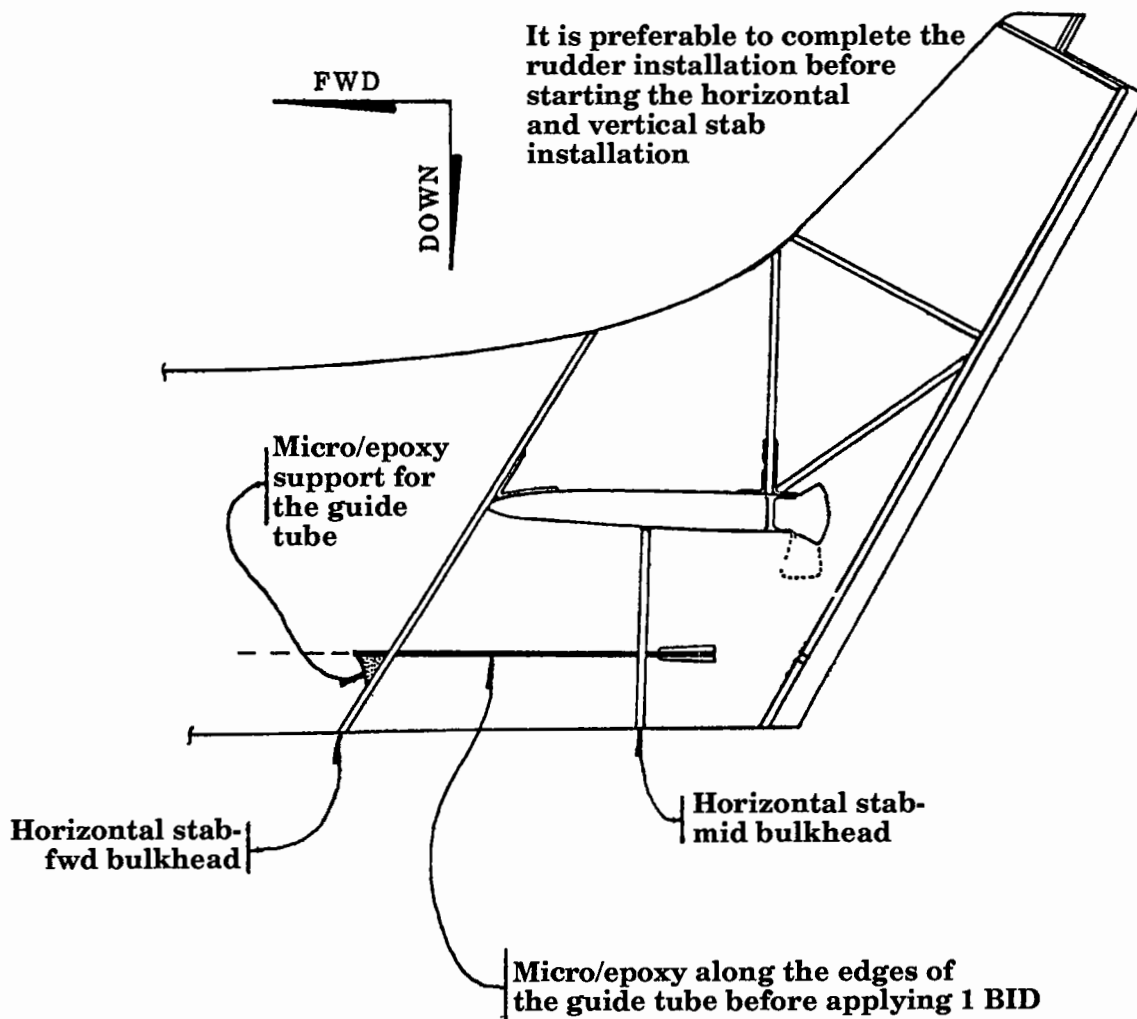 It is preferable to complete the
rudder installation before
starting the horizontal
and vertical stab
installation
FWD
DOWN
Micro/epoxy
support for
the guide
tube
Horizontal stab-
fwd bulkhead
Horizontal stab-
mid bulkhead
Micro/epoxy along the edges of
the guide tube before applying 1 BID